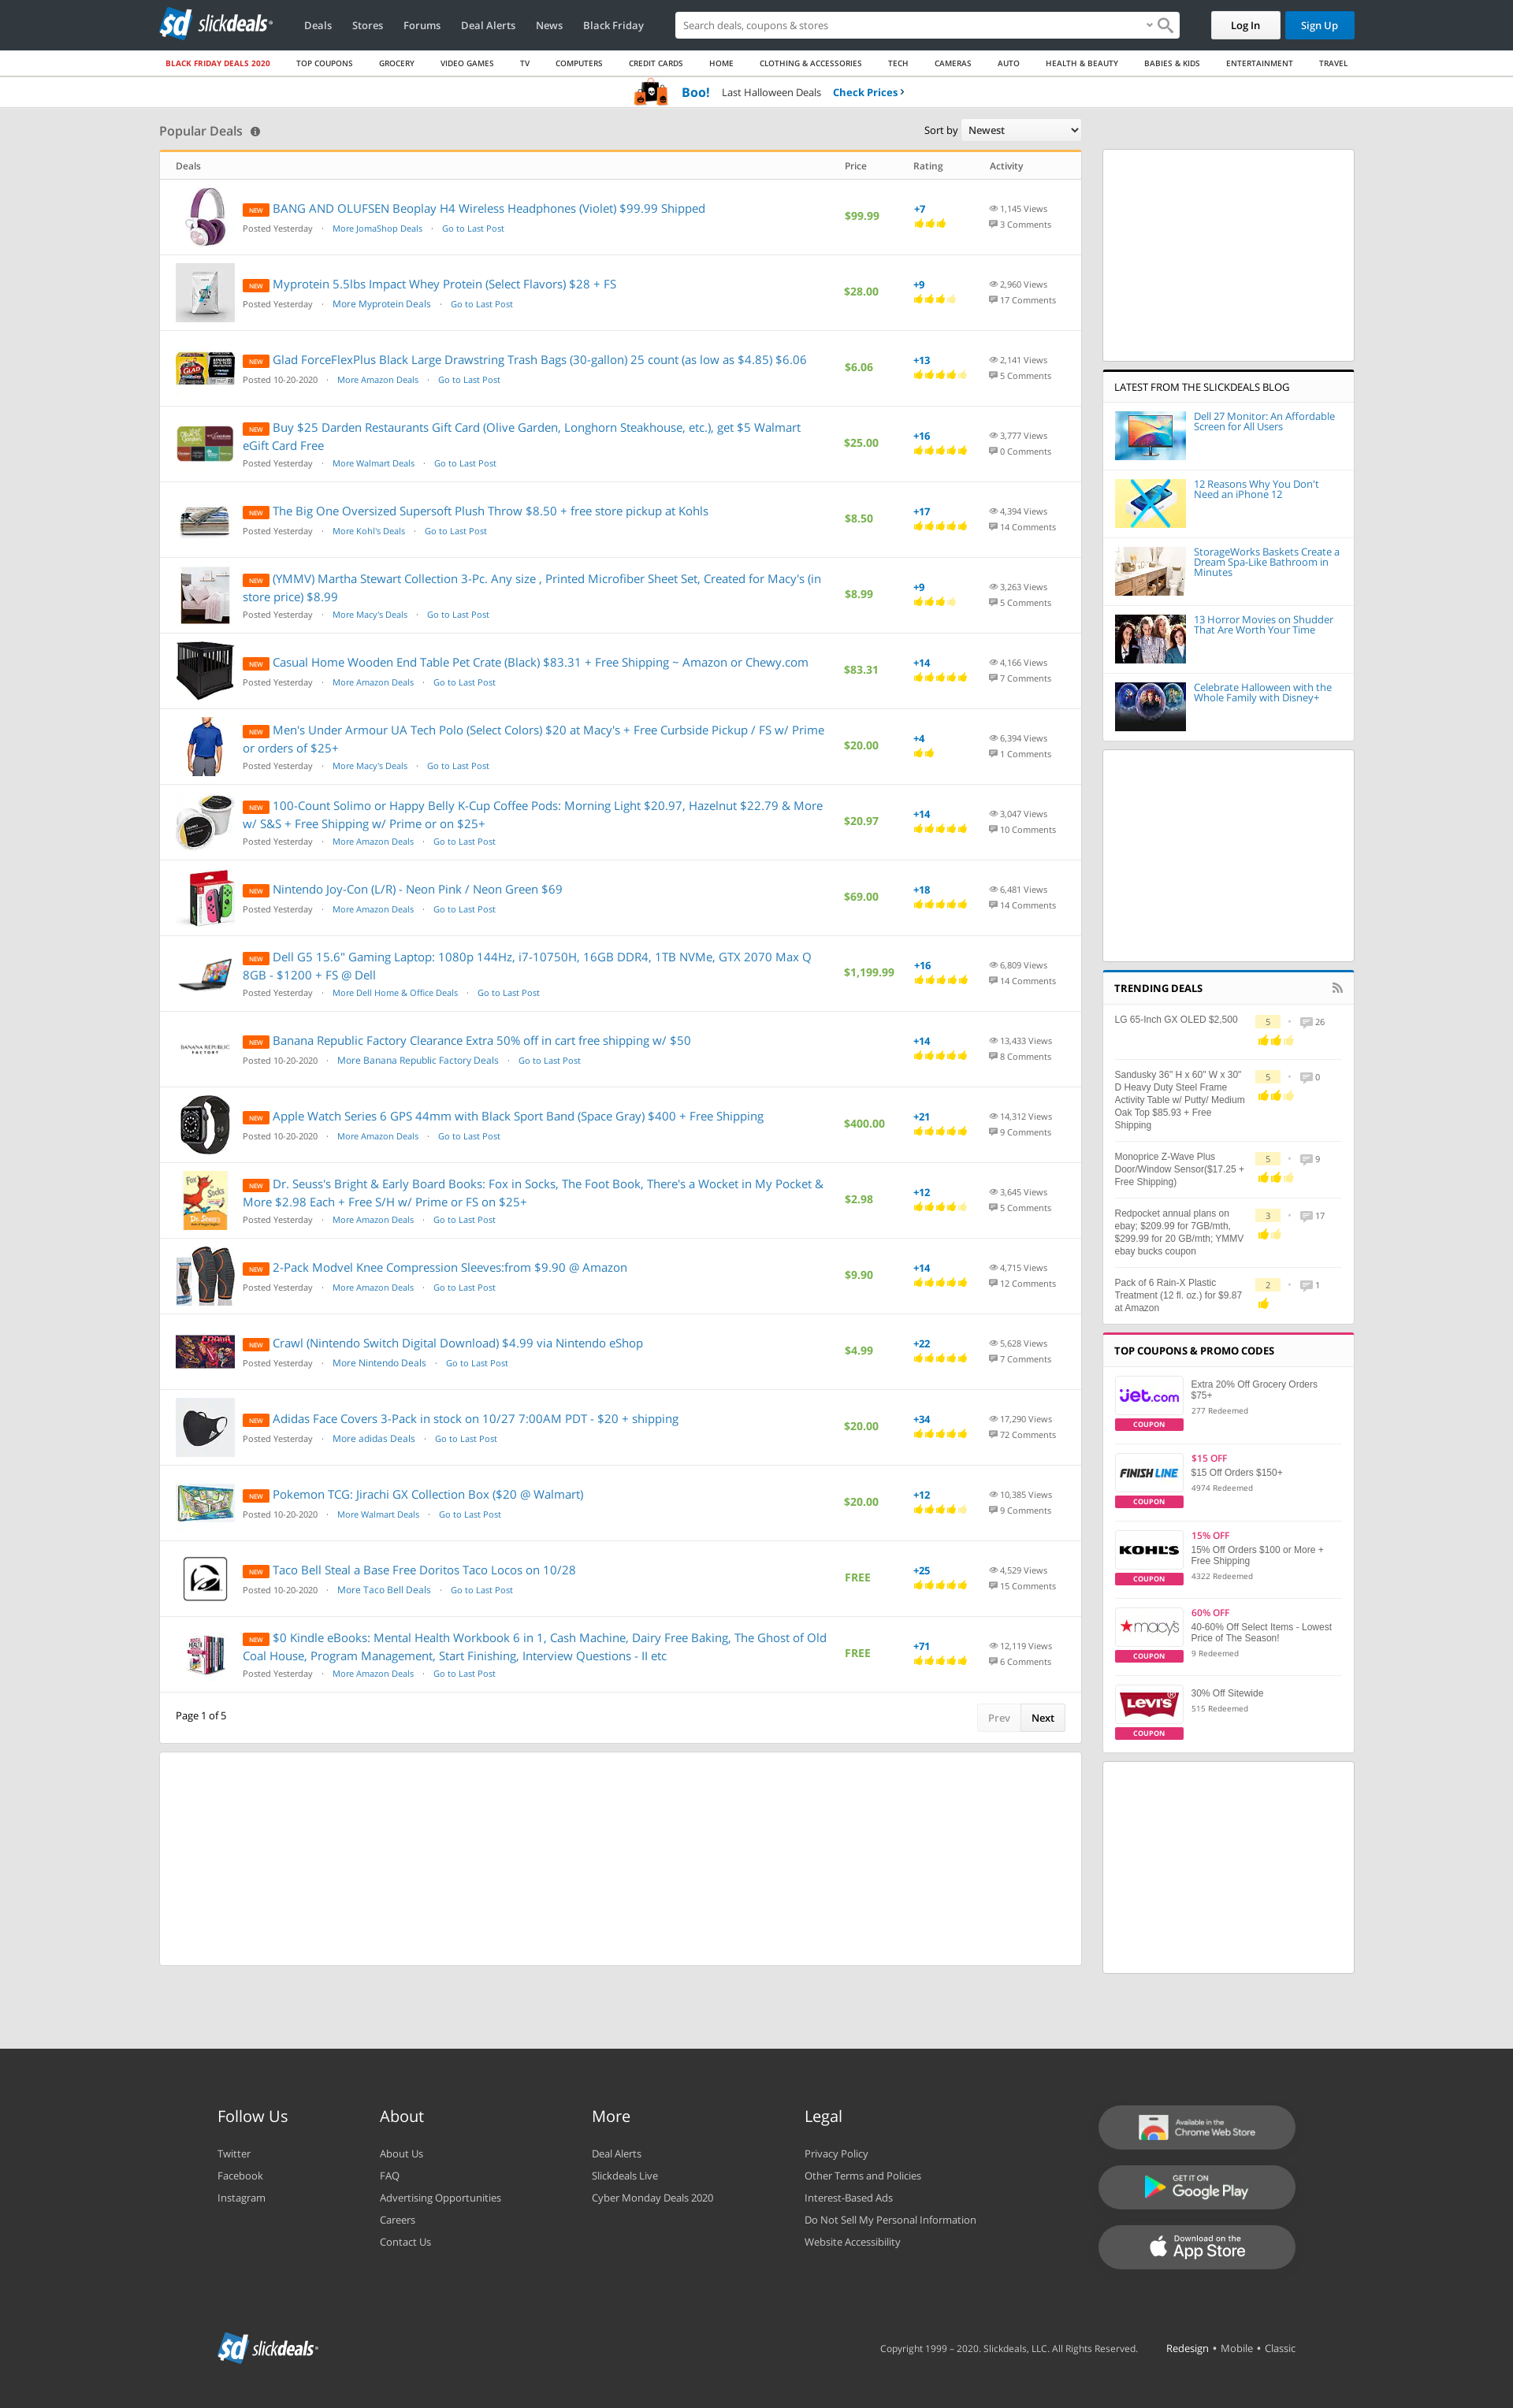 sd slickdeals
Deals
Stores
Forums
Deal Alerts
News
Black Friday
Search deals, coupons & stores
Log In
Sign Up
BLACK FRIDAY DEALS 2020
TOP COUPONS
GROCERY
VIDEO GAMES
TV
COMPUTERS
CREDIT CARDS
HOME
CLOTHING & ACCESSORIES
TECH
CAMERAS
AUTO
HEALTH & BEAUTY
BABIES & KIDS
ENTERTAINMENT
TRAVEL
Boo! Last Halloween Deals Check Prices ›
Popular Deals
Sort by Newest
Deals Price Rating Activity
NEW BANG AND OLUFSEN Beoplay H4 Wireless Headphones (Violet) $99.99 Shipped
Posted Yesterday · More JomaShop Deals · Go to Last Post
$99.99
+7
1,145 Views
3 Comments
NEW Myprotein 5.5lbs Impact Whey Protein (Select Flavors) $28 + FS
Posted Yesterday · More Myprotein Deals · Go to Last Post
$28.00
+9
2,960 Views
17 Comments
GLAD
NEW Glad ForceFlexPlus Black Large Drawstring Trash Bags (30-gallon) 25 count (as low as $4.85) $6.06
Posted 10-20-2020 · More Amazon Deals · Go to Last Post
$6.06
+13
2,141 Views
5 Comments
NEW Buy $25 Darden Restaurants Gift Card (Olive Garden, Longhorn Steakhouse, etc.), get $5 Walmart
eGift Card Free
Posted Yesterday · More Walmart Deals · Go to Last Post
$25.00
+16
3,777 Views
0 Comments
NEW The Big One Oversized Supersoft Plush Throw $8.50 + free store pickup at Kohls
Posted Yesterday · More Kohl's Deals · Go to Last Post
$8.50
+17
4,394 Views
14 Comments
NEW (YMMV) Martha Stewart Collection 3-Pc. Any size , Printed Microfiber Sheet Set, Created for Macy's (in
store price) $8.99
Posted Yesterday · More Macy's Deals · Go to Last Post
$8.99
+9
3,263 Views
5 Comments
NEW Casual Home Wooden End Table Pet Crate (Black) $83.31 + Free Shipping ~ Amazon or Chewy.com
Posted Yesterday · More Amazon Deals · Go to Last Post
$83.31
+14
4,166 Views
7 Comments
NEW Men's Under Armour UA Tech Polo (Select Colors) $20 at Macy's + Free Curbside Pickup / FS w/ Prime
or orders of $25+
Posted Yesterday · More Macy's Deals · Go to Last Post
$20.00
+4
6,394 Views
1 Comments
NEW 100-Count Solimo or Happy Belly K-Cup Coffee Pods: Morning Light $20.97, Hazelnut $22.79 & More
w/ S&S + Free Shipping w/ Prime or on $25+
Posted Yesterday · More Amazon Deals · Go to Last Post
$20.97
+14
3,047 Views
10 Comments
NEW Nintendo Joy-Con (L/R) - Neon Pink / Neon Green $69
Posted Yesterday · More Amazon Deals · Go to Last Post
$69.00
+18
6,481 Views
14 Comments
NEW Dell G5 15.6" Gaming Laptop: 1080p 144Hz, i7-10750H, 16GB DDR4, 1TB NVMe, GTX 2070 Max Q
8GB - $1200 + FS @ Dell
Posted Yesterday · More Dell Home & Office Deals · Go to Last Post
$1,199.99
+16
6,809 Views
14 Comments
BANANA REPUBLIC
FACTORY
NEW Banana Republic Factory Clearance Extra 50% off in cart free shipping w/ $50
Posted 10-20-2020 · More Banana Republic Factory Deals · Go to Last Post
+14
13,433 Views
8 Comments
NEW Apple Watch Series 6 GPS 44mm with Black Sport Band (Space Gray) $400 + Free Shipping
Posted 10-20-2020 · More Amazon Deals · Go to Last Post
$400.00
+21
14,312 Views
9 Comments
Fox
Socks
Dr. Seuss
NEW Dr. Seuss's Bright & Early Board Books: Fox in Socks, The Foot Book, There's a Wocket in My Pocket &
More $2.98 Each + Free S/H w/ Prime or FS on $25+
Posted Yesterday · More Amazon Deals · Go to Last Post
$2.98
+12
3,645 Views
5 Comments
NEW 2-Pack Modvel Knee Compression Sleeves:from $9.90 @ Amazon
Posted Yesterday · More Amazon Deals · Go to Last Post
$9.90
+14
4,715 Views
12 Comments
CRAWL
NEW Crawl (Nintendo Switch Digital Download) $4.99 via Nintendo eShop
Posted Yesterday · More Nintendo Deals · Go to Last Post
$4.99
+22
5,628 Views
7 Comments
NEW Adidas Face Covers 3-Pack in stock on 10/27 7:00AM PDT - $20 + shipping
Posted Yesterday · More adidas Deals · Go to Last Post
$20.00
+34
17,290 Views
72 Comments
NEW Pokemon TCG: Jirachi GX Collection Box ($20 @ Walmart)
Posted 10-20-2020 · More Walmart Deals · Go to Last Post
$20.00
+12
10,385 Views
9 Comments
NEW Taco Bell Steal a Base Free Doritos Taco Locos on 10/28
Posted 10-20-2020 · More Taco Bell Deals · Go to Last Post
FREE
+25
4,529 Views
15 Comments
NEW $0 Kindle eBooks: Mental Health Workbook 6 in 1, Cash Machine, Dairy Free Baking, The Ghost of Old
Coal House, Program Management, Start Finishing, Interview Questions - II etc
Posted Yesterday · More Amazon Deals · Go to Last Post
FREE
+71
12,119 Views
6 Comments
Page 1 of 5
Prev
Next
LATEST FROM THE SLICKDEALS BLOG
Dell 27 Monitor: An Affordable
Screen for All Users
12 Reasons Why You Don't
Need an iPhone 12
StorageWorks Baskets Create a
Dream Spa-Like Bathroom in
Minutes
13 Horror Movies on Shudder
That Are Worth Your Time
Celebrate Halloween with the
Whole Family with Disney+
TRENDING DEALS
LG 65-Inch GX OLED $2,500
5 • 26
Sandusky 36" H x 60" W x 30"
D Heavy Duty Steel Frame
Activity Table w/ Putty/ Medium
Oak Top $85.93 + Free
Shipping
5 • 0
Monoprice Z-Wave Plus
Door/Window Sensor($17.25 +
Free Shipping)
5 • 9
Redpocket annual plans on
ebay; $209.99 for 7GB/mth,
$299.99 for 20 GB/mth; YMMV
ebay bucks coupon
3 • 17
Pack of 6 Rain-X Plastic
Treatment (12 fl. oz.) for $9.87
at Amazon
2 • 1
TOP COUPONS & PROMO CODES
jet.com
COUPON
Extra 20% Off Grocery Orders
$75+
277 Redeemed
FINISH LINE
COUPON
$15 OFF
$15 Off Orders $150+
4974 Redeemed
KOHL'S
COUPON
15% OFF
15% Off Orders $100 or More +
Free Shipping
4322 Redeemed
macy's
COUPON
60% OFF
40-60% Off Select Items - Lowest
Price of The Season!
9 Redeemed
LEVI'S
COUPON
30% Off Sitewide
515 Redeemed
Follow Us
Twitter
Facebook
Instagram
About
About Us
FAQ
Advertising Opportunities
Careers
Contact Us
More
Deal Alerts
Slickdeals Live
Cyber Monday Deals 2020
Legal
Privacy Policy
Other Terms and Policies
Interest-Based Ads
Do Not Sell My Personal Information
Website Accessibility
Available in the
Chrome Web Store
GET IT ON
Google Play
Download on the
App Store
sd slickdeals
Copyright 1999 – 2020. Slickdeals, LLC. All Rights Reserved.
Redesign • Mobile • Classic